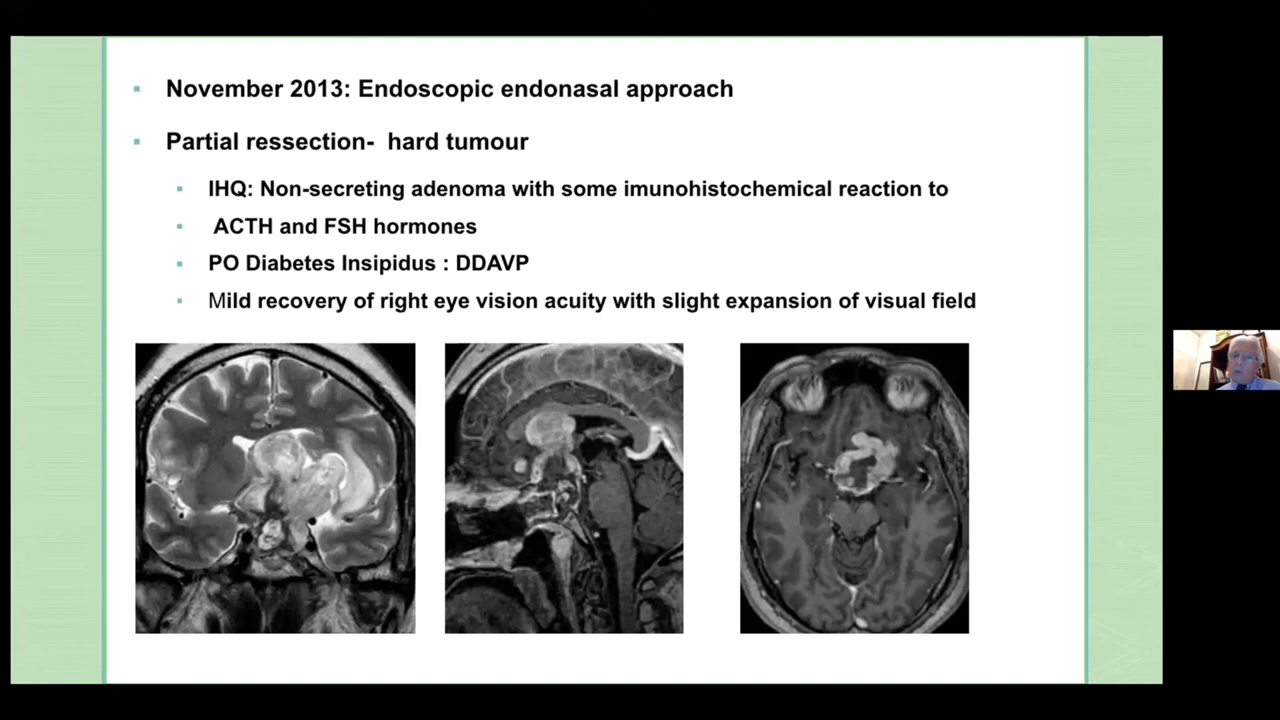 November 2013: Endoscopic endonasal approach
Partial ressection- hard tumour
IHQ: Non-secreting adenoma with some imunohistochemical reaction to
ACTH and FSH hormones
PO Diabetes Insipidus : DDAVP
Mild recovery of right eye vision acuity with slight expansion of visual field